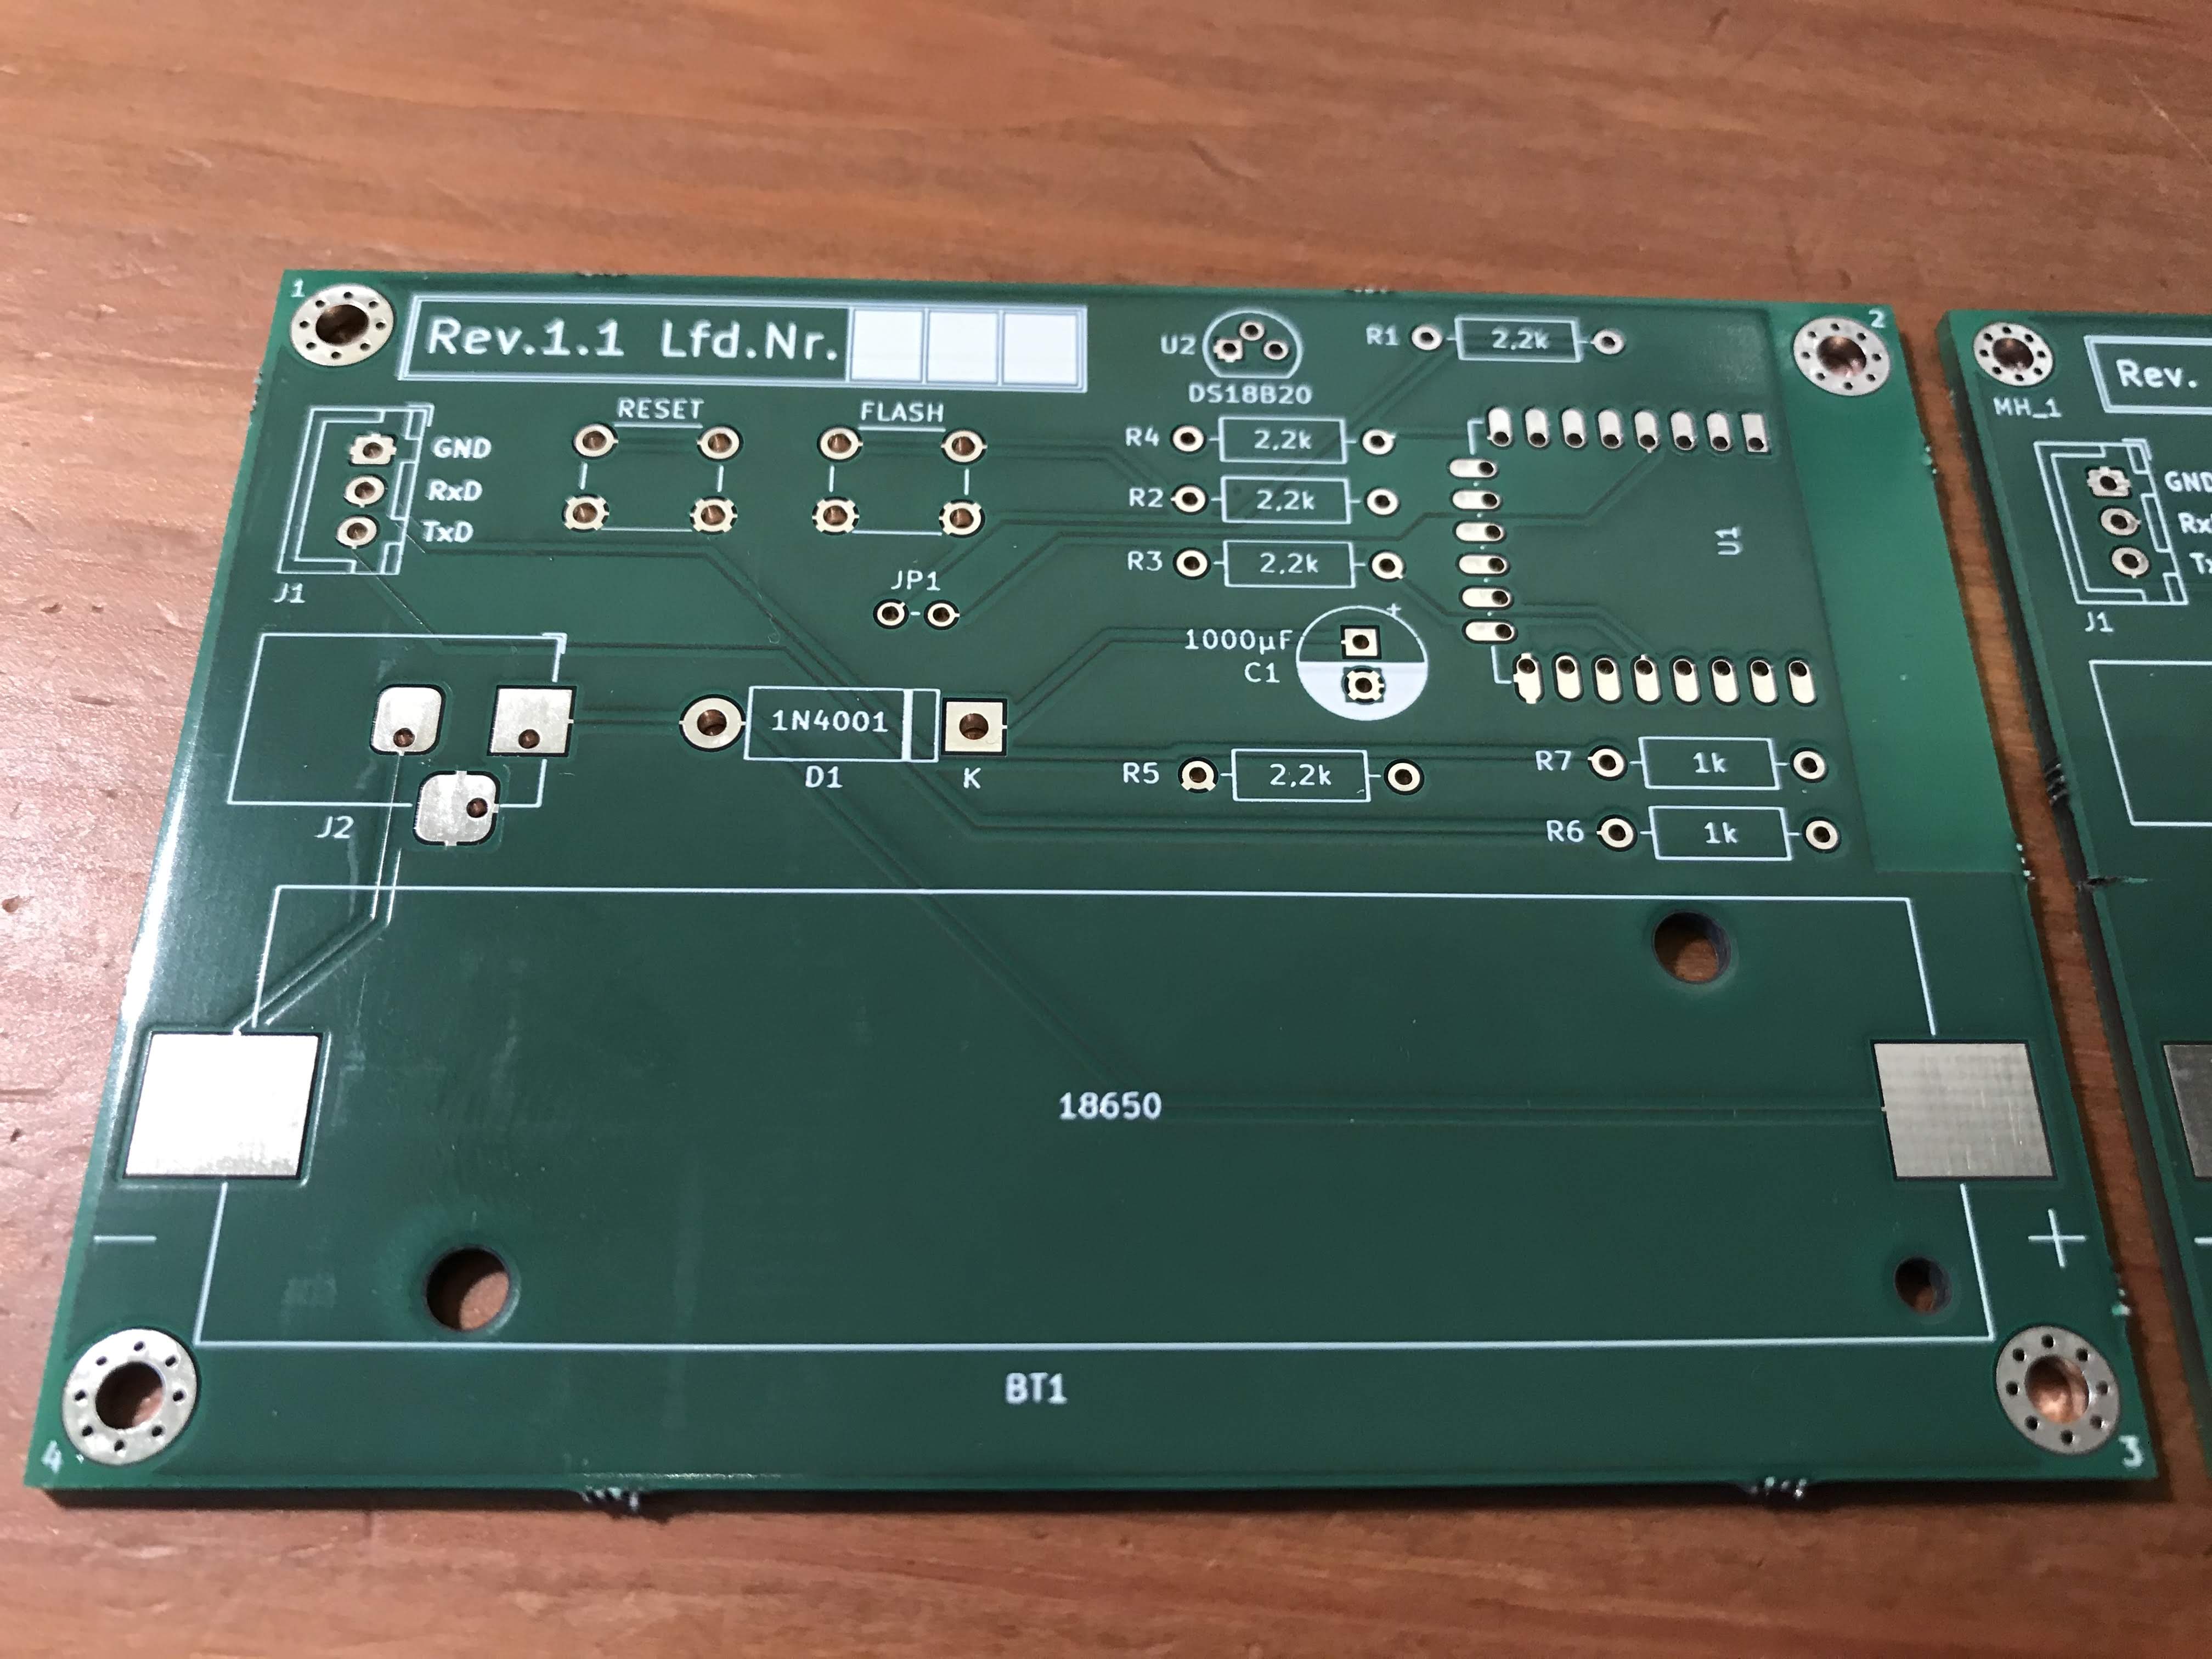 1
Rev.1.1 Lfd.Nr.
U2
DS18B20
R1 2,2k
2
RESET
FLASH
GND
RxD
TxD
J1
R4 2,2k
R2 2,2k
R3 2,2k
U1
JP1
1000µF
C1
+
1N4001
D1
K
J2
R5 2,2k
R7 1k
R6 1k
18650
−
+
BT1
4
3
Rev.
MH_1
GND
J1